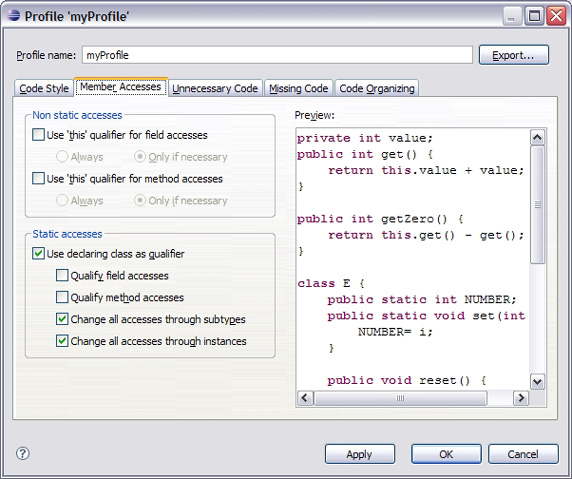 Profile 'myProfile'
Profile name: myProfile Export...
Code Style Member Accesses Unnecessary Code Missing Code Code Organizing
Non static accesses
Use 'this' qualifier for field accesses
Always Only if necessary
Use 'this' qualifier for method accesses
Always Only if necessary
Static accesses
Use declaring class as qualifier
Qualify field accesses
Qualify method accesses
Change all accesses through subtypes
Change all accesses through instances
Preview:
private int value;
public int get() {
return this.value + value;
}
public int getZero() {
return this.get() - get();
}
class E {
public static int NUMBER;
public static void set(int
NUMBER= i;
}
public void reset() {
? Apply OK Cancel